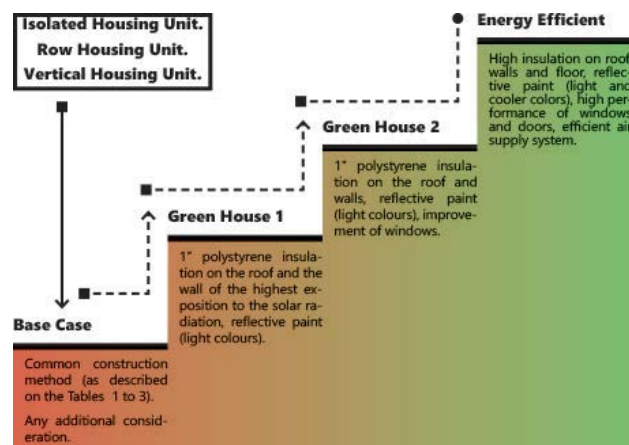 Isolated Housing Unit.
Row Housing Unit.
Vertical Housing Unit.
Base Case
Common construction
method (as described
on the Tables 1 to 3).
Any additional consid-
eration.
Green House 1
1" polystyrene insula-
tion on the roof and the
wall of the highest ex-
position to the solar ra-
diation, reflective paint
(light colours).
Green House 2
1" polystyrene insula-
tion on the roof and
walls, reflective paint
(light colours), improve-
ment of windows.
Energy Efficient
High insulation on roof,
walls and floor, reflec-
tive paint (light and
cooler colors), high per-
formance of windows
and doors, efficient air
supply system.